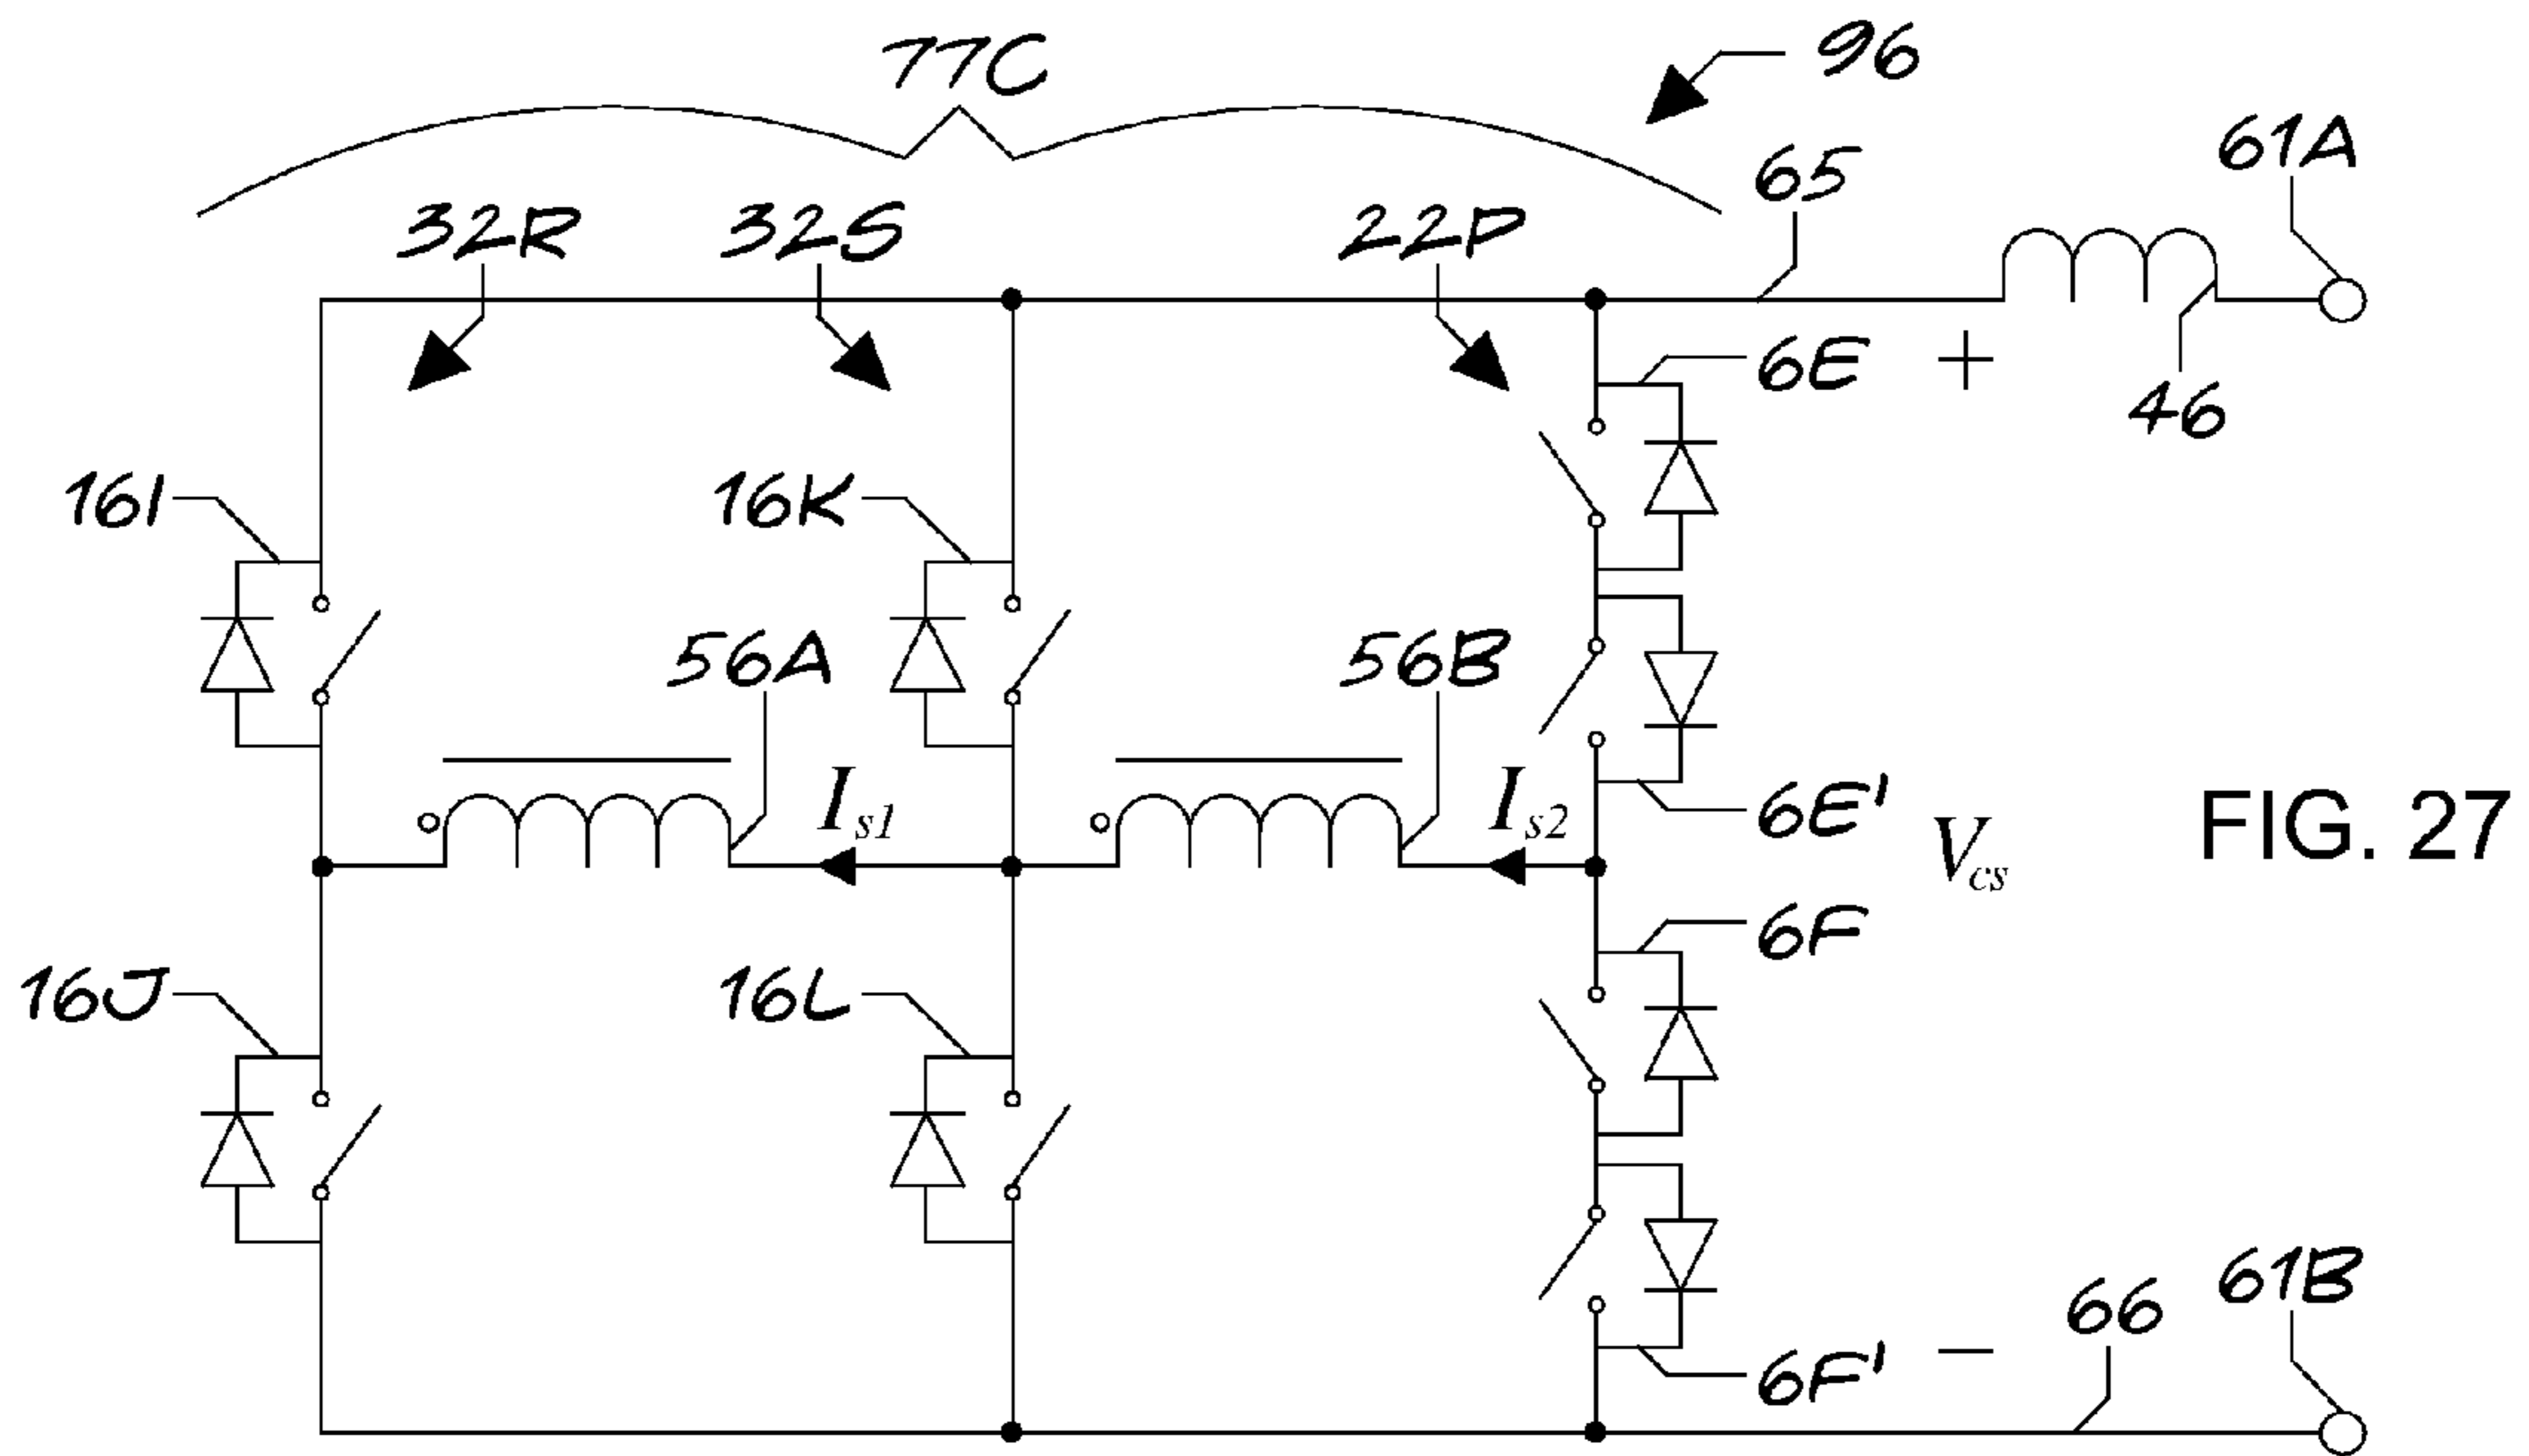 77C
96
61A
65
32R
32S
22P
6E
+
46
16I
16K
56A
56B
Is1
Is2
6E'
Vcs
FIG. 27
6F
16J
16L
66
61B
6F'
−